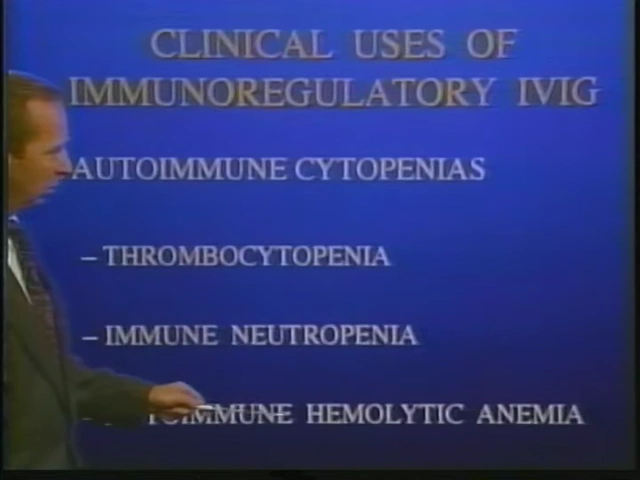 CLINICAL USES OF
IMMUNOREGULATORY IVIG
AUTOIMMUNE CYTOPENIAS
– THROMBOCYTOPENIA
– IMMUNE NEUTROPENIA
HEMOLYTIC ANEMIA